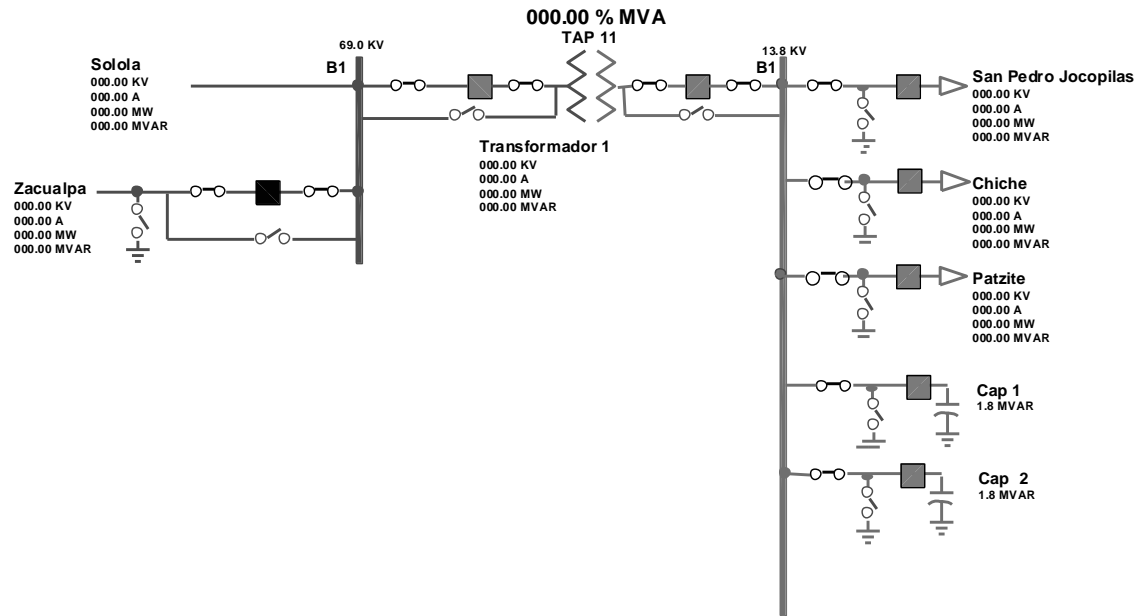 000.00 % MVA
TAP 11
69.0 KV
B1
13.8 KV
B1
Solola
000.00 KV
000.00 A
000.00 MW
000.00 MVAR
Zacualpa
000.00 KV
000.00 A
000.00 MW
000.00 MVAR
Transformador 1
000.00 KV
000.00 A
000.00 MW
000.00 MVAR
San Pedro Jocopilas
000.00 KV
000.00 A
000.00 MW
000.00 MVAR
Chiche
000.00 KV
000.00 A
000.00 MW
000.00 MVAR
Patzite
000.00 KV
000.00 A
000.00 MW
000.00 MVAR
Cap 1
1.8 MVAR
Cap 2
1.8 MVAR